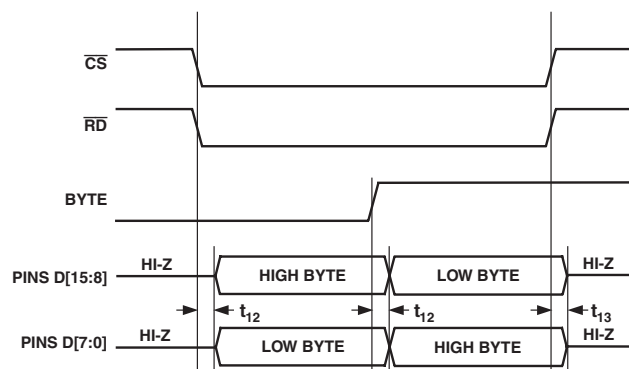 CS
RD
BYTE
PINS D[15:8] HI-Z HIGH BYTE LOW BYTE HI-Z
t12 t12 t13
PINS D[7:0] HI-Z LOW BYTE HIGH BYTE HI-Z